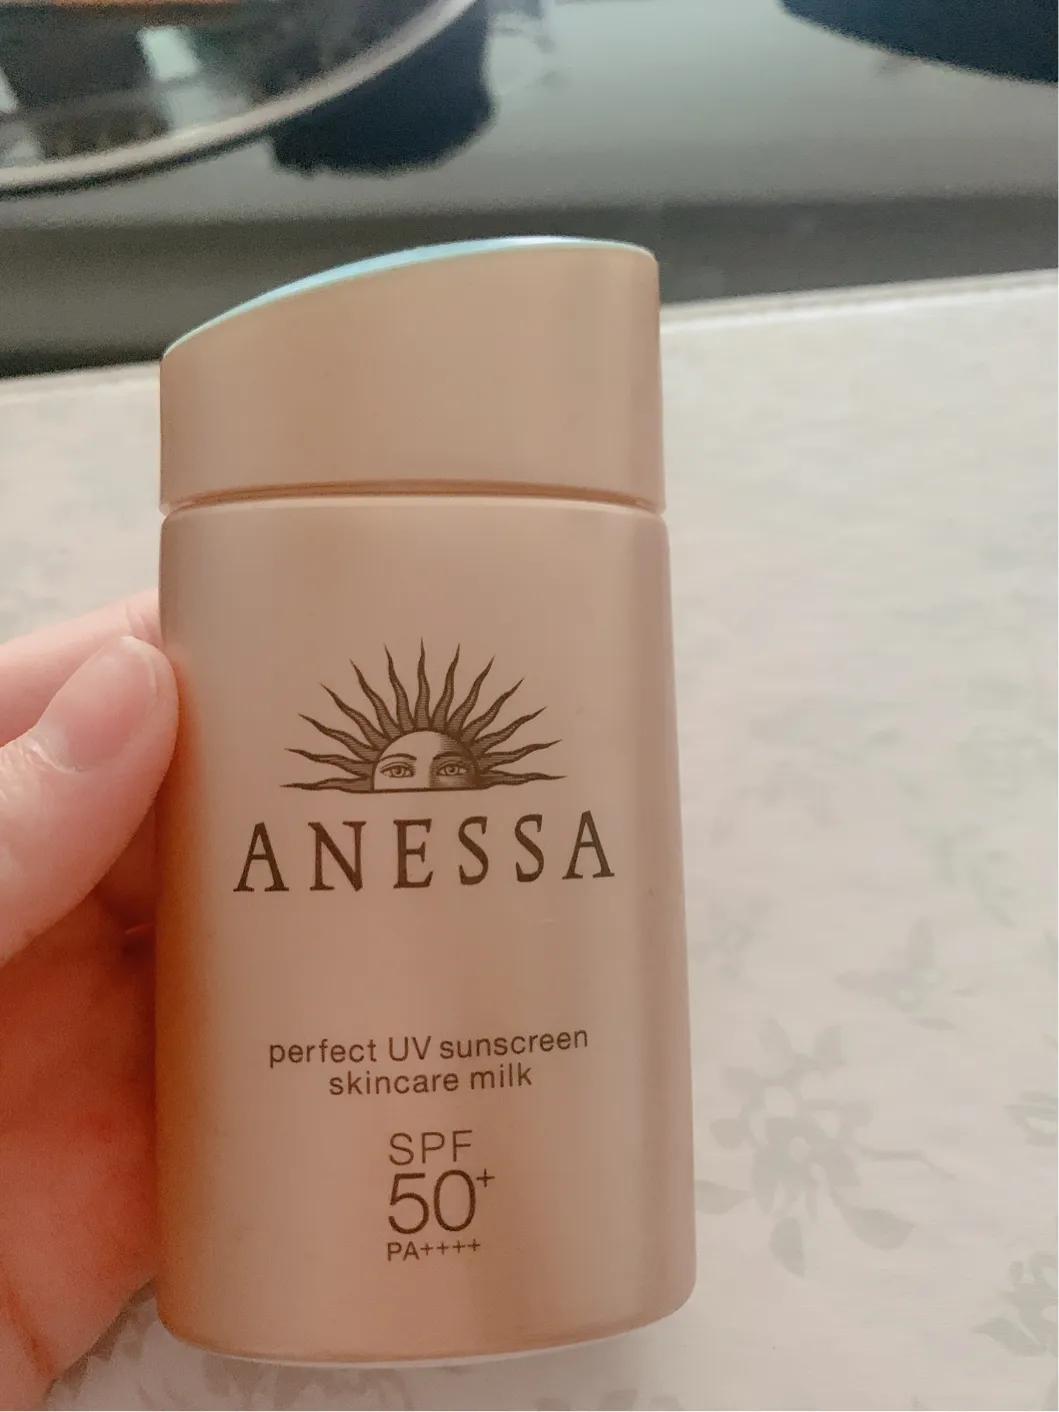 ANESSA
perfect UV sunscreen
skincare milk
SPF
50+
PA++++